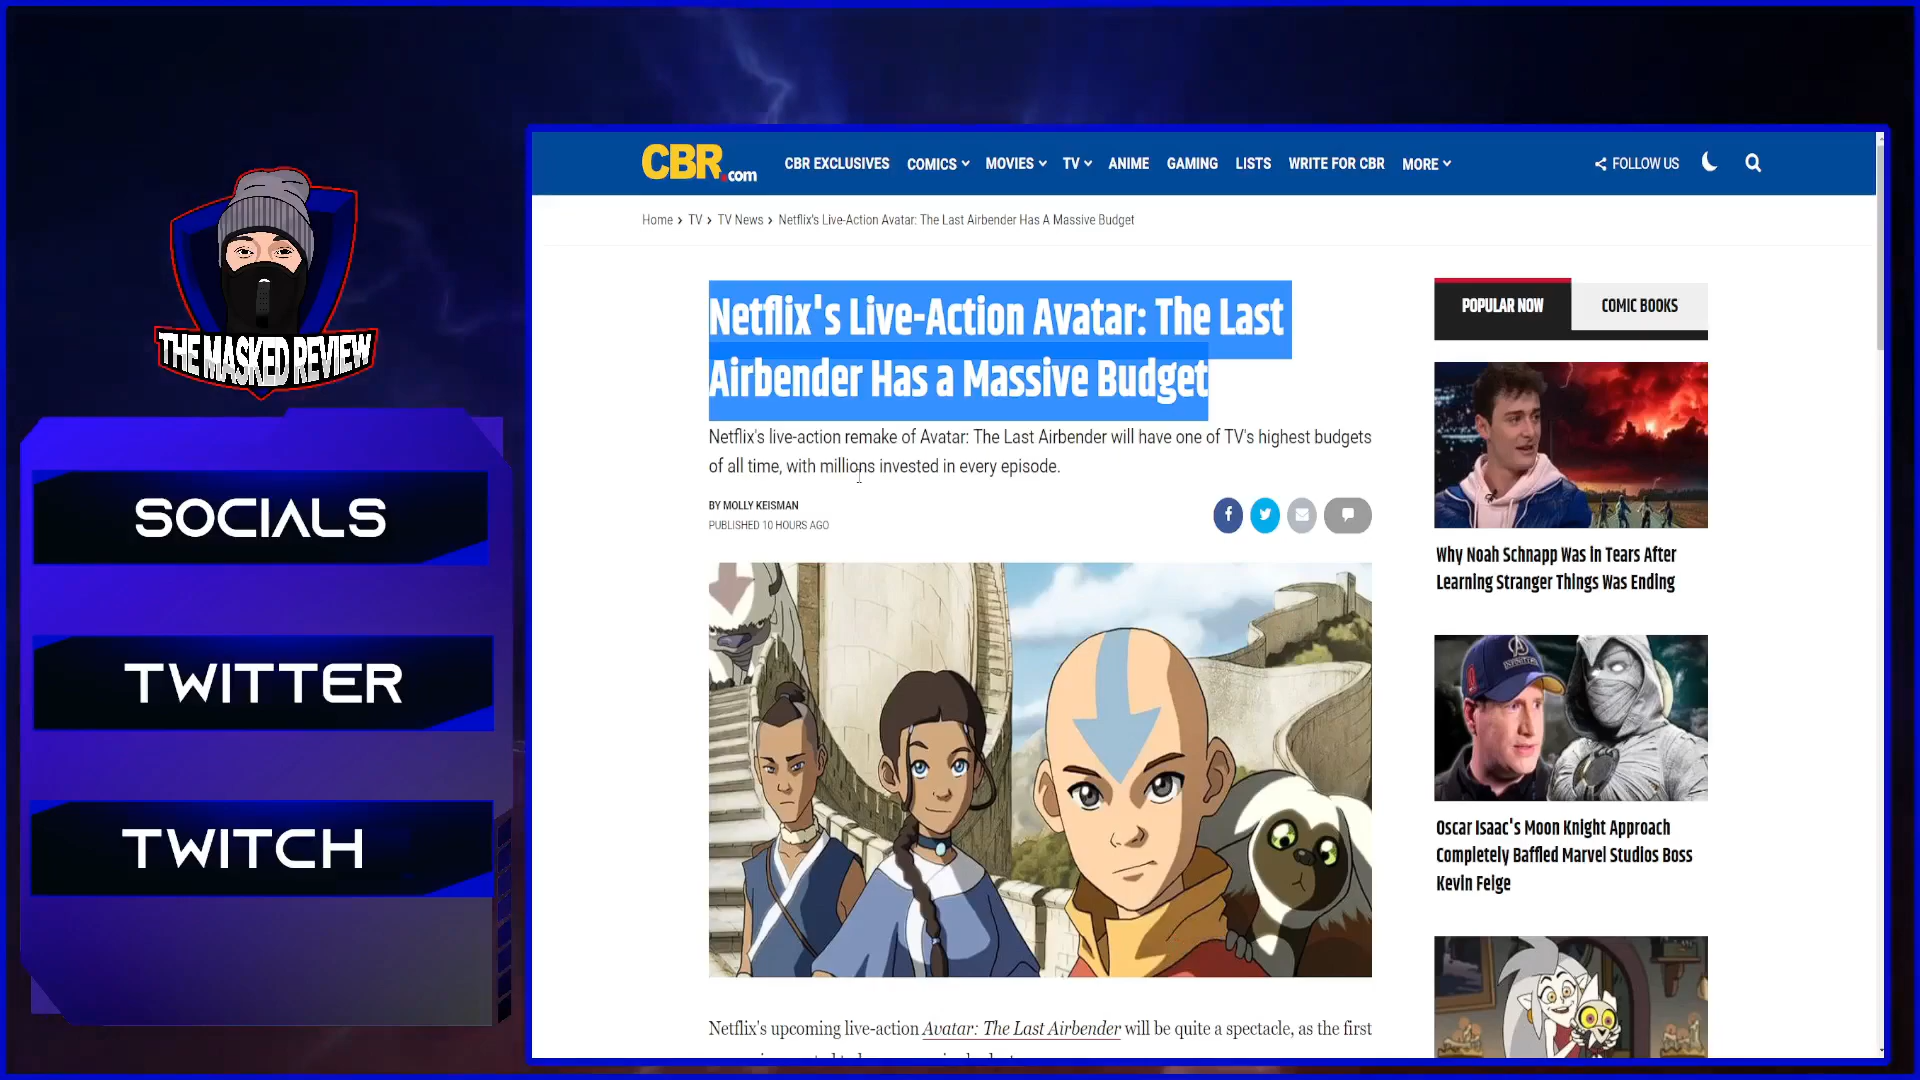 THE MASKED REVIEW
SOCIALS
TWITTER
TWITCH
CBR.com
CBR EXCLUSIVES
COMICS
MOVIES
TV
ANIME
GAMING
LISTS
WRITE FOR CBR
MORE
FOLLOW US
Home > TV > TV News > Netflix's Live-Action Avatar: The Last Airbender Has A Massive Budget
Netflix's Live-Action Avatar: The Last
Airbender Has a Massive Budget
Netflix's live-action remake of Avatar: The Last Airbender will have one of TV's highest budgets
of all time, with millions invested in every episode.
BY MOLLY KEISMAN
PUBLISHED 10 HOURS AGO
Netflix's upcoming live-action Avatar: The Last Airbender will be quite a spectacle, as the first
POPULAR NOW
COMIC BOOKS
Why Noah Schnapp Was in Tears After
Learning Stranger Things Was Ending
Oscar Isaac's Moon Knight Approach
Completely Baffled Marvel Studios Boss
Kevin Feige